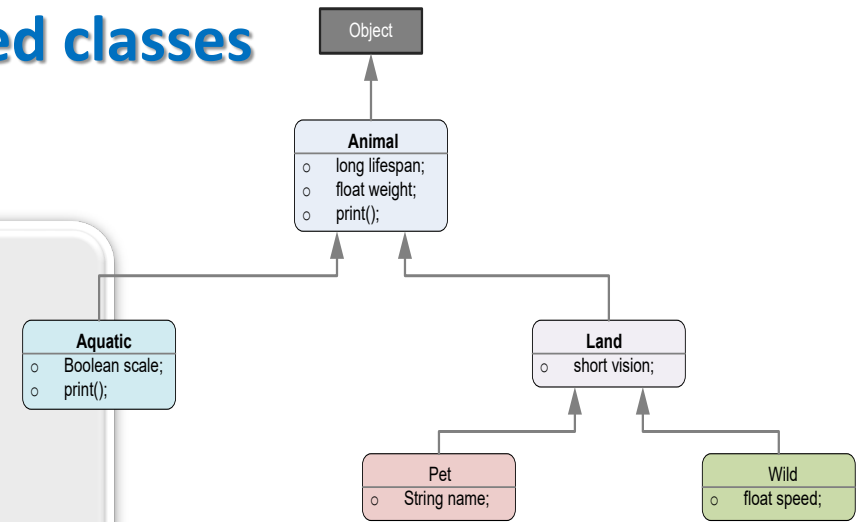 ed classes
Object
Animal
○ long lifespan;
○ float weight;
○ print();
Aquatic
○ Boolean scale;
○ print();
Land
○ short vision;
Pet
○ String name;
Wild
○ float speed;